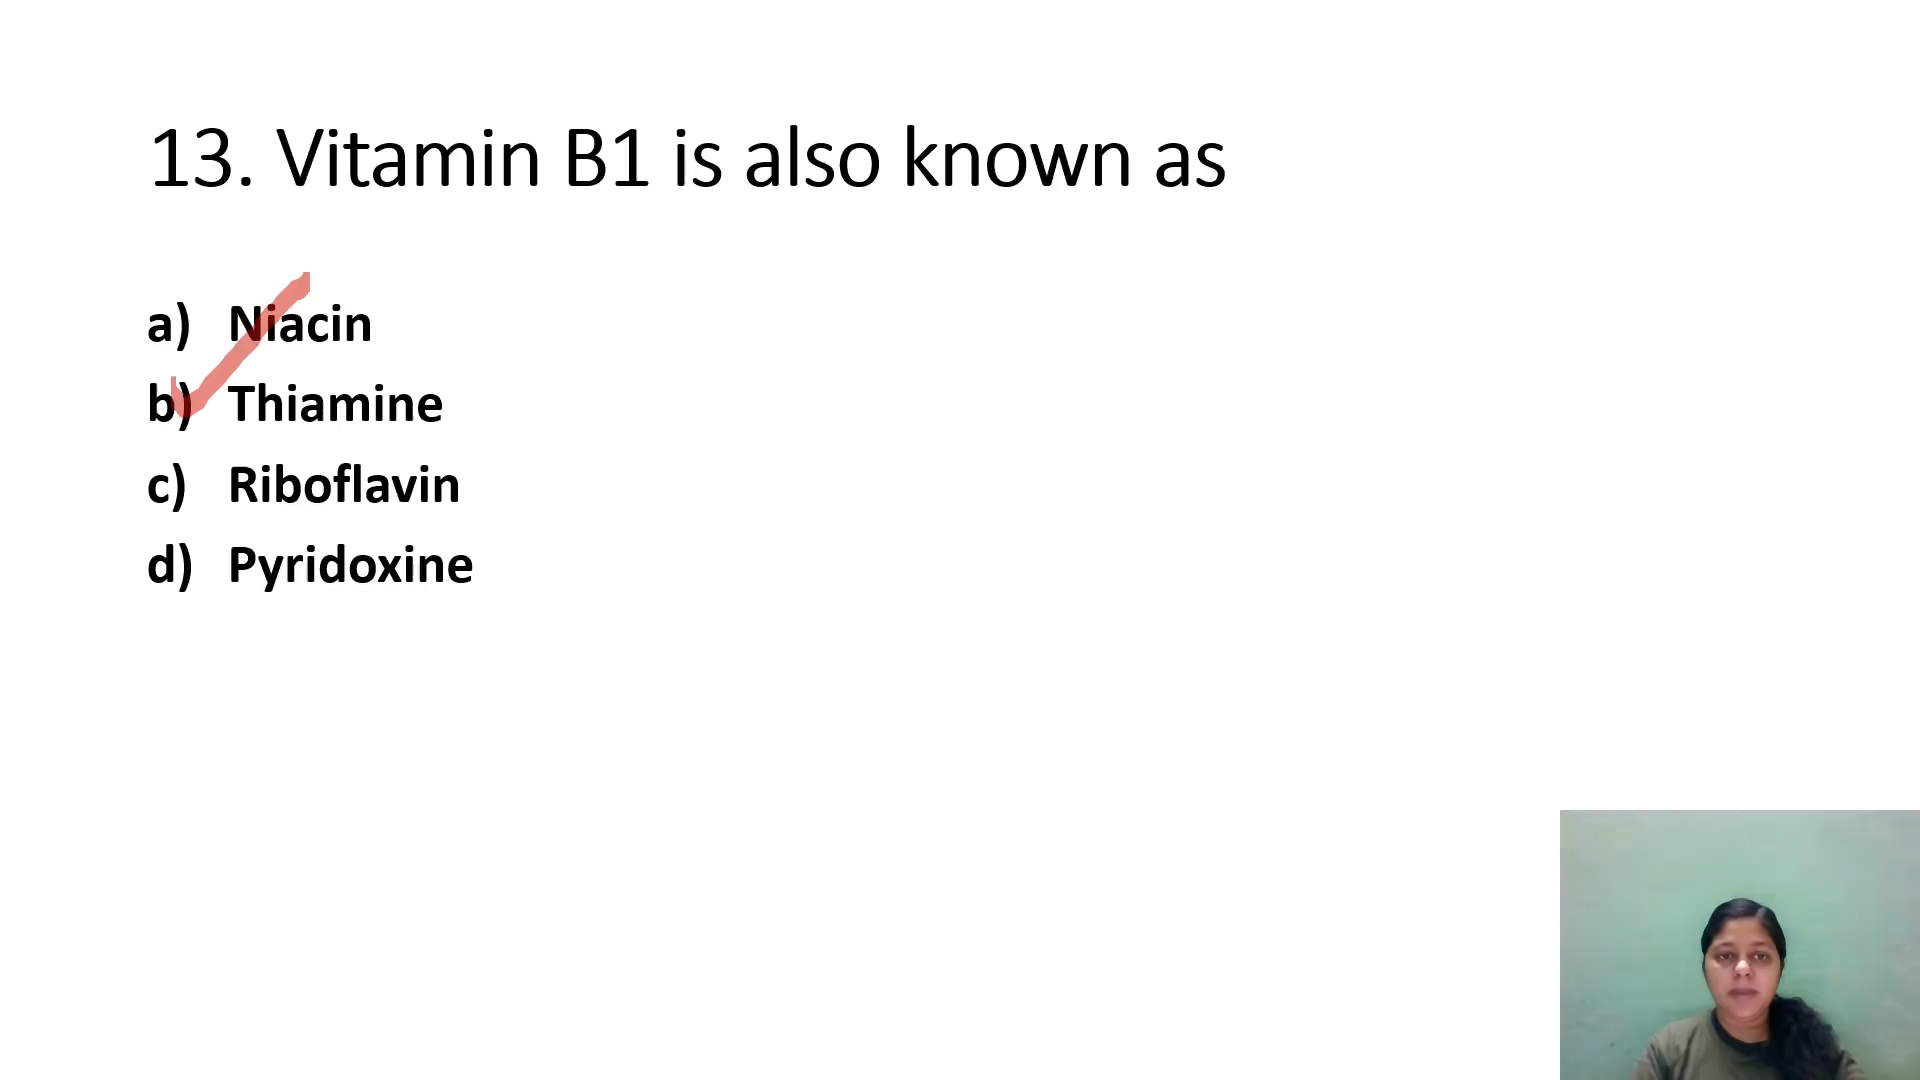 13. Vitamin B1 is also known as
a) Niacin
b) Thiamine
c) Riboflavin
d) Pyridoxine